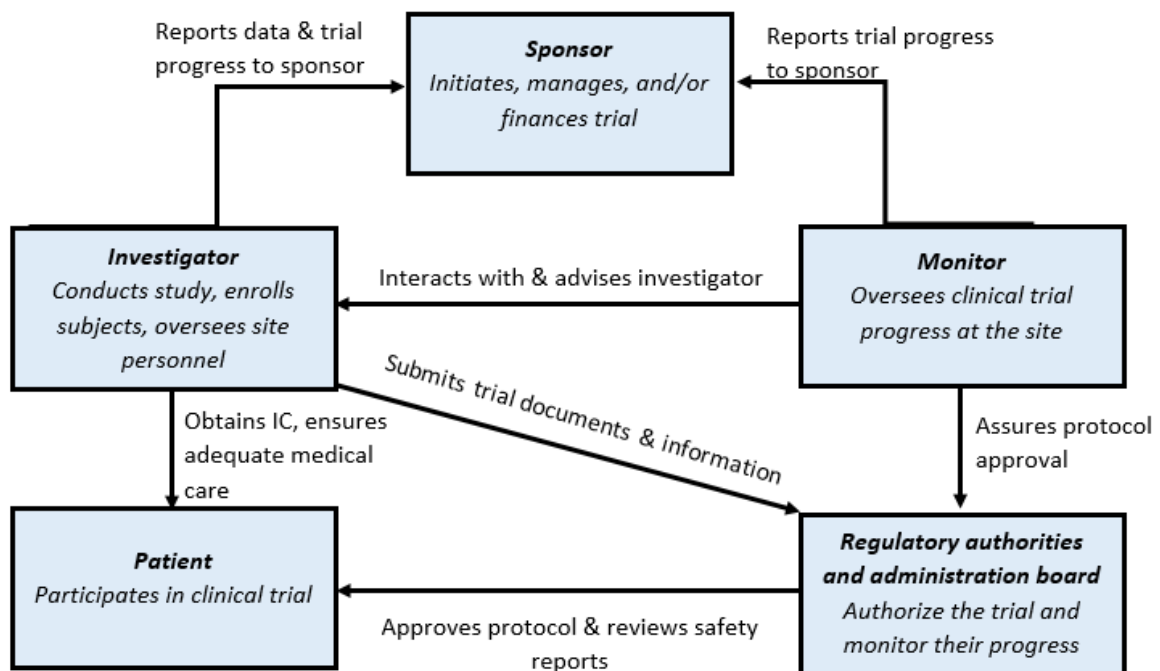 Reports data & trial
progress to sponsor
Sponsor
Initiates, manages, and/or
finances trial
Reports trial progress
to sponsor
Investigator
Conducts study, enrolls
subjects, oversees site
personnel
Interacts with & advises investigator
Monitor
Oversees clinical trial
progress at the site
Submits trial documents & information
Obtains IC, ensures
adequate medical
care
Assures protocol
approval
Patient
Participates in clinical trial
Approves protocol & reviews safety
reports
Regulatory authorities
and administration board
Authorize the trial and
monitor their progress